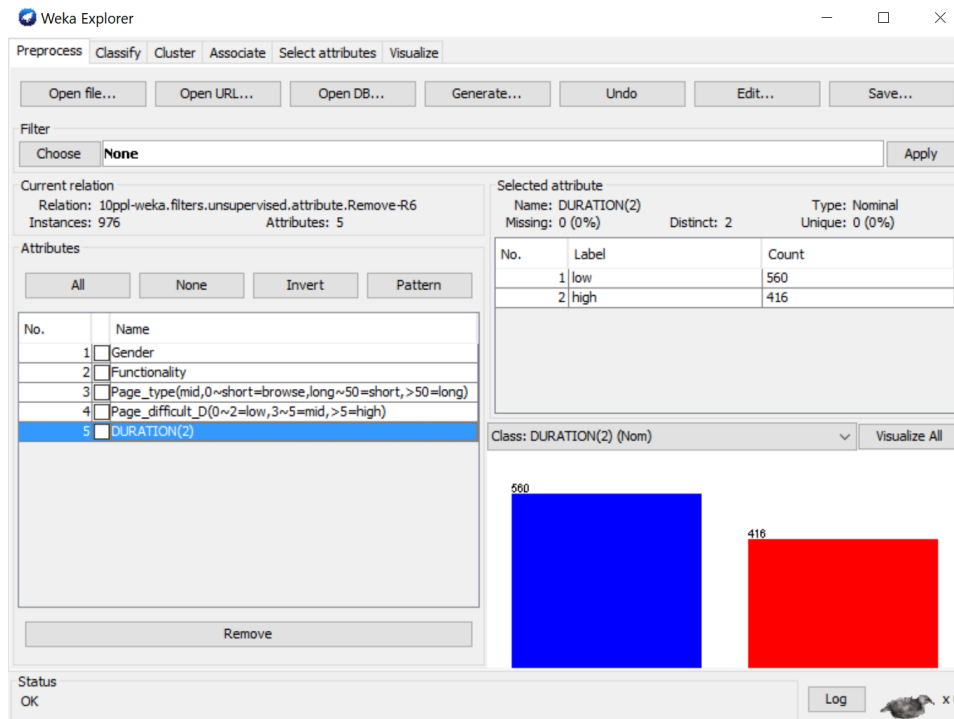 Weka Explorer
Preprocess Classify Cluster Associate Select attributes Visualize
Open file... Open URL... Open DB... Generate... Undo Edit... Save...
Filter
Choose None Apply
Current relation
Relation: 10ppl-weka.filters.unsupervised.attribute.Remove-R6
Instances: 976 Attributes: 5
Attributes
All None Invert Pattern
No. Name
1 Gender
2 Functionality
3 Page_type(mid,0~short=browse,long~50=short,>50=long)
4 Page_difficult_D(0~2=low,3~5=mid,>5=high)
5 DURATION(2)
Remove
Selected attribute
Name: DURATION(2) Type: Nominal
Missing: 0 (0%) Distinct: 2 Unique: 0 (0%)
No. Label Count
1 low 560
2 high 416
Class: DURATION(2) (Nom) Visualize All
560
416
Status
OK
Log x